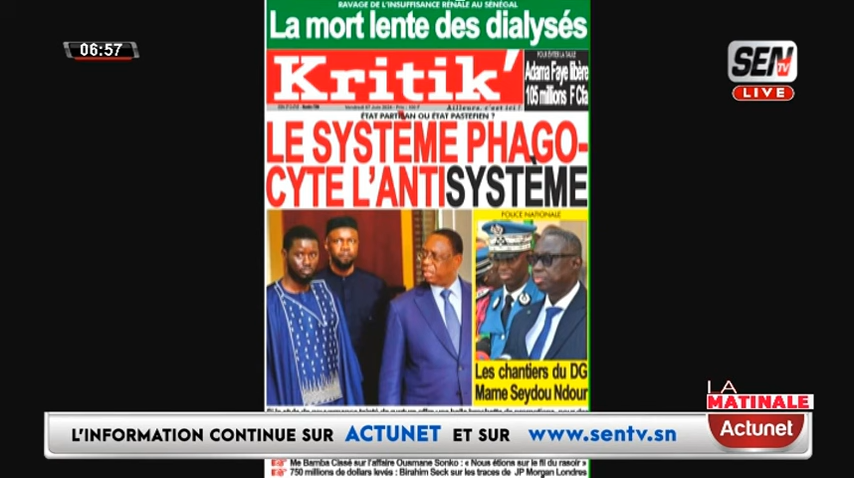 RAVAGE DE L'INSUFFISANCE RÉNALE AU SÉNÉGAL
La mort lente des dialysés
06:57
Kritik'
POUR ÉVITER LA TAULE
Adama Faye libère
105 millions F Cfa
SEN TV
LIVE
Ailleurs, c'est ici !
ÉTAT PARTISAN OU ÉTAT PASTEFIEN ?
LE SYSTÈME PHAGO-
CYTE L'ANTISYSTÈME
POLICE NATIONALE
Les chantiers du DG
Mame Seydou Ndour
LA
MATINALE
Actunet
L'INFORMATION CONTINUE SUR ACTUNET ET SUR www.sentv.sn
Me Bamba Cissé sur l'affaire Ousmane Sonko : « Nous étions sur le fil du rasoir »
750 millions de dollars levés : Birahim Seck sur les traces de JP Morgan Londres